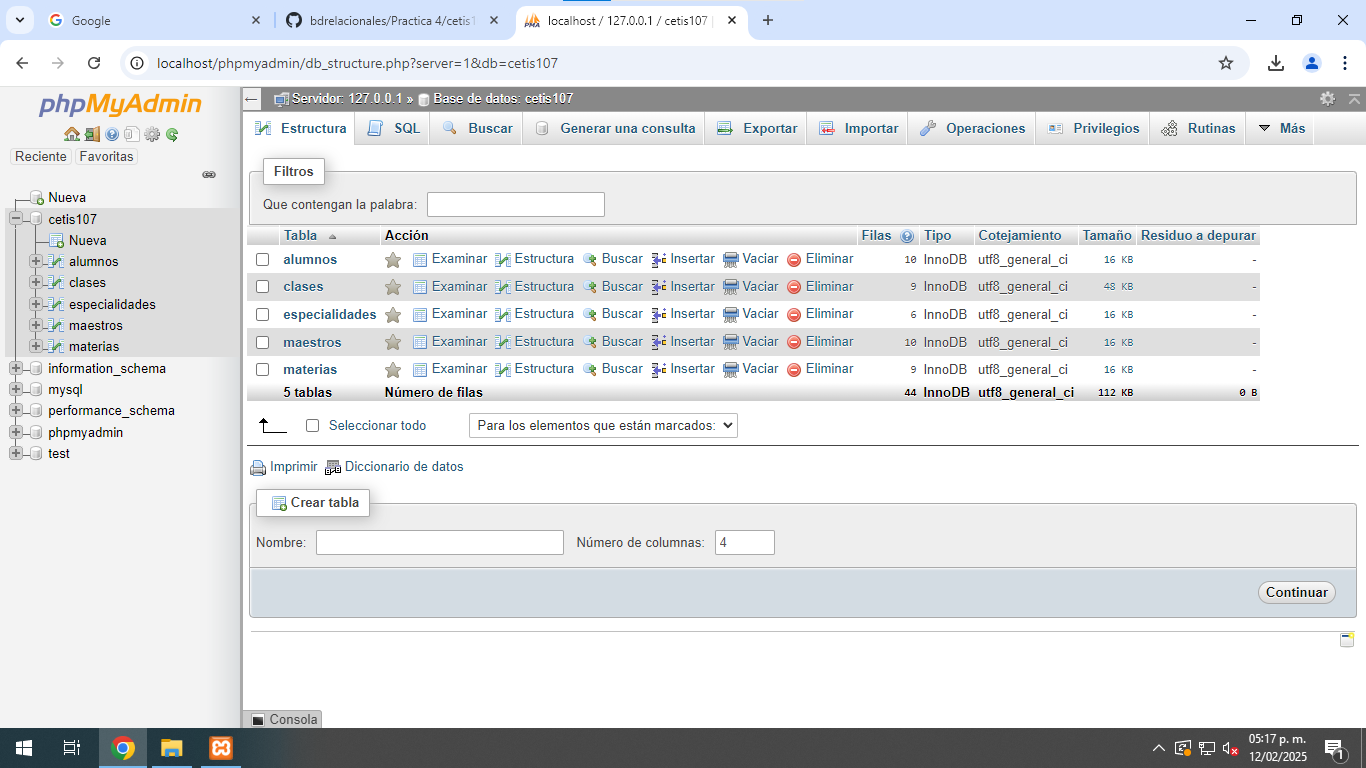 Google
bdrelacionales/Practica 4/cetis1
localhost / 127.0.0.1 / cetis107
localhost/phpmyadmin/db_structure.php?server=1&db=cetis107
phpMyAdmin
Reciente Favoritas
Nueva
cetis107
Nueva
alumnos
clases
especialidades
maestros
materias
information_schema
mysql
performance_schema
phpmyadmin
test
Servidor: 127.0.0.1 » Base de datos: cetis107
Estructura SQL Buscar Generar una consulta Exportar Importar Operaciones Privilegios Rutinas Más
Filtros
Que contengan la palabra:
Tabla Acción Filas Tipo Cotejamiento Tamaño Residuo a depurar
alumnos Examinar Estructura Buscar Insertar Vaciar Eliminar 10 InnoDB utf8_general_ci 16 KB -
clases Examinar Estructura Buscar Insertar Vaciar Eliminar 9 InnoDB utf8_general_ci 48 KB -
especialidades Examinar Estructura Buscar Insertar Vaciar Eliminar 6 InnoDB utf8_general_ci 16 KB -
maestros Examinar Estructura Buscar Insertar Vaciar Eliminar 10 InnoDB utf8_general_ci 16 KB -
materias Examinar Estructura Buscar Insertar Vaciar Eliminar 9 InnoDB utf8_general_ci 16 KB -
5 tablas Número de filas 44 InnoDB utf8_general_ci 112 KB 0 B
Seleccionar todo Para los elementos que están marcados:
Imprimir Diccionario de datos
Crear tabla
Nombre: Número de columnas: 4
Continuar
Consola
05:17 p. m.
12/02/2025
1